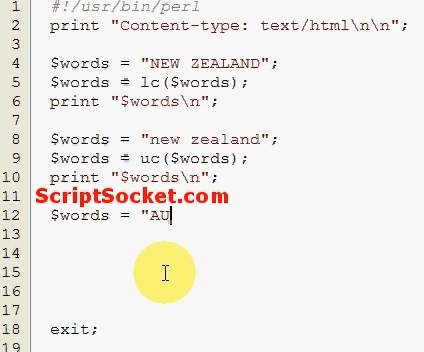 1 #!/usr/bin/perl
2 print "Content-type: text/html\n\n";
3
4 $words = "NEW ZEALAND";
5 $words = lc($words);
6 print "$words\n";
7
8 $words = "new zealand";
9 $words = uc($words);
10 print "$words\n";
11 ScriptSocket.com
12 $words = "AU
13
14
15
16
17
18 exit;
19